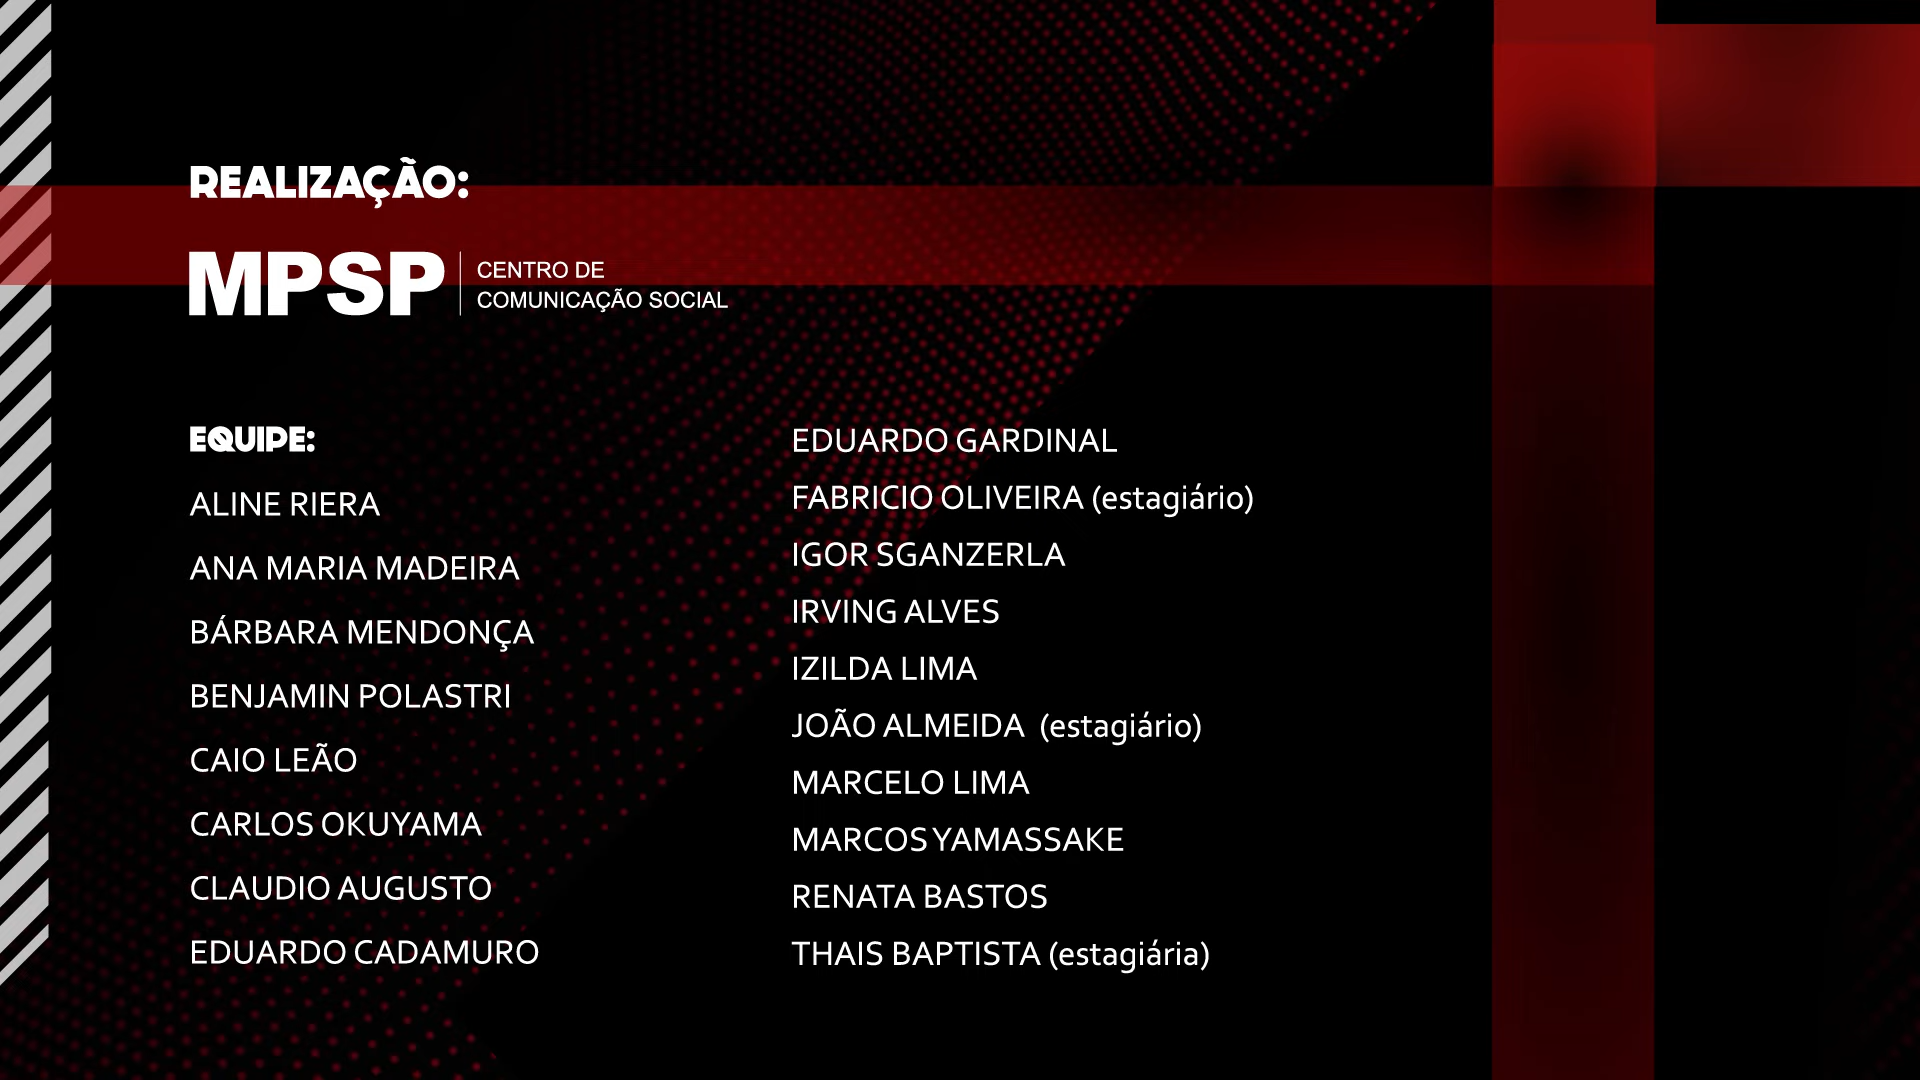 REALIZAÇÃO:
MPSP
CENTRO DE
COMUNICAÇÃO SOCIAL
EQUIPE:
ALINE RIERA
ANA MARIA MADEIRA
BÁRBARA MENDONÇA
BENJAMIN POLASTRI
CAIO LEÃO
CARLOS OKUYAMA
CLAUDIO AUGUSTO
EDUARDO CADAMURO
EDUARDO GARDINAL
FABRICIO OLIVEIRA (estagiário)
IGOR SGANZERLA
IRVING ALVES
IZILDA LIMA
JOÃO ALMEIDA (estagiário)
MARCELO LIMA
MARCOS YAMASSAKE
RENATA BASTOS
THAIS BAPTISTA (estagiária)